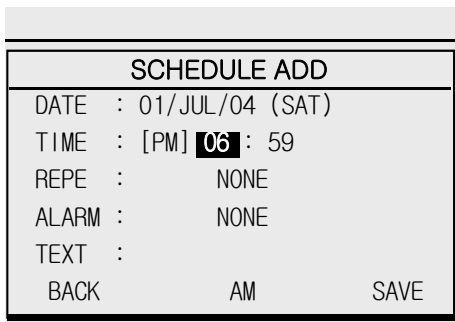 SCHEDULE ADD
DATE : 01/JUL/04 (SAT)
TIME : [PM] 06 : 59
REPE : NONE
ALARM : NONE
TEXT :
BACK AM SAVE